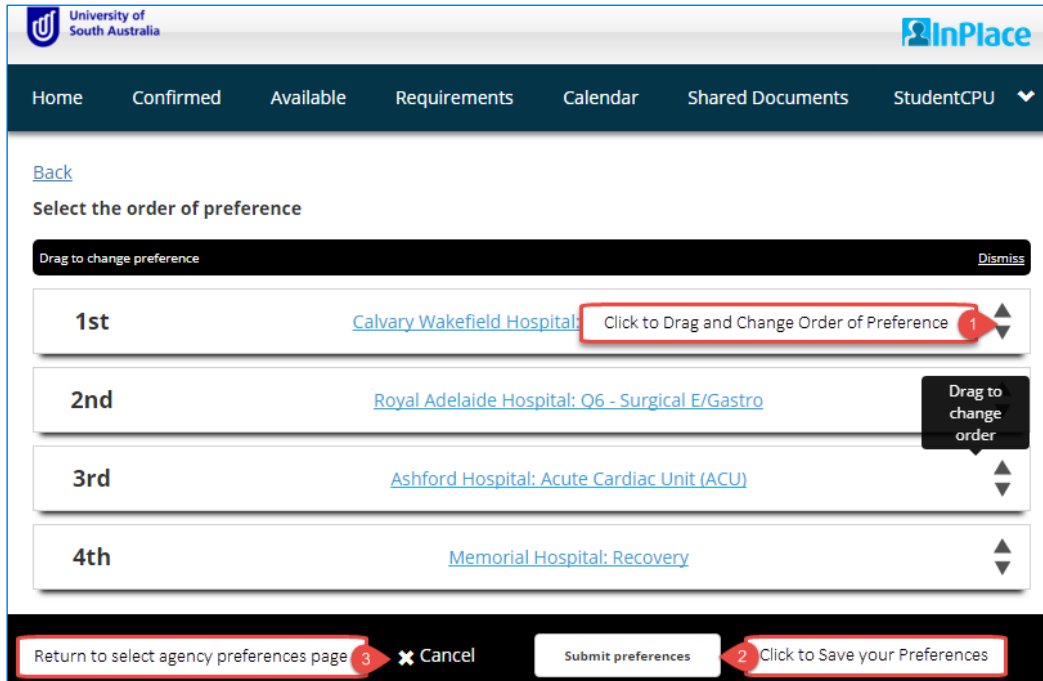 University of
South Australia
InPlace
Home Confirmed Available Requirements Calendar Shared Documents StudentCPU
Back
Select the order of preference
Drag to change preference Dismiss
1st Calvary Wakefield Hospital: Click to Drag and Change Order of Preference 1
2nd Royal Adelaide Hospital: Q6 - Surgical E/Gastro
Drag to
change
order
3rd Ashford Hospital: Acute Cardiac Unit (ACU)
4th Memorial Hospital: Recovery
Return to select agency preferences page 3 Cancel Submit preferences 2 Click to Save your Preferences